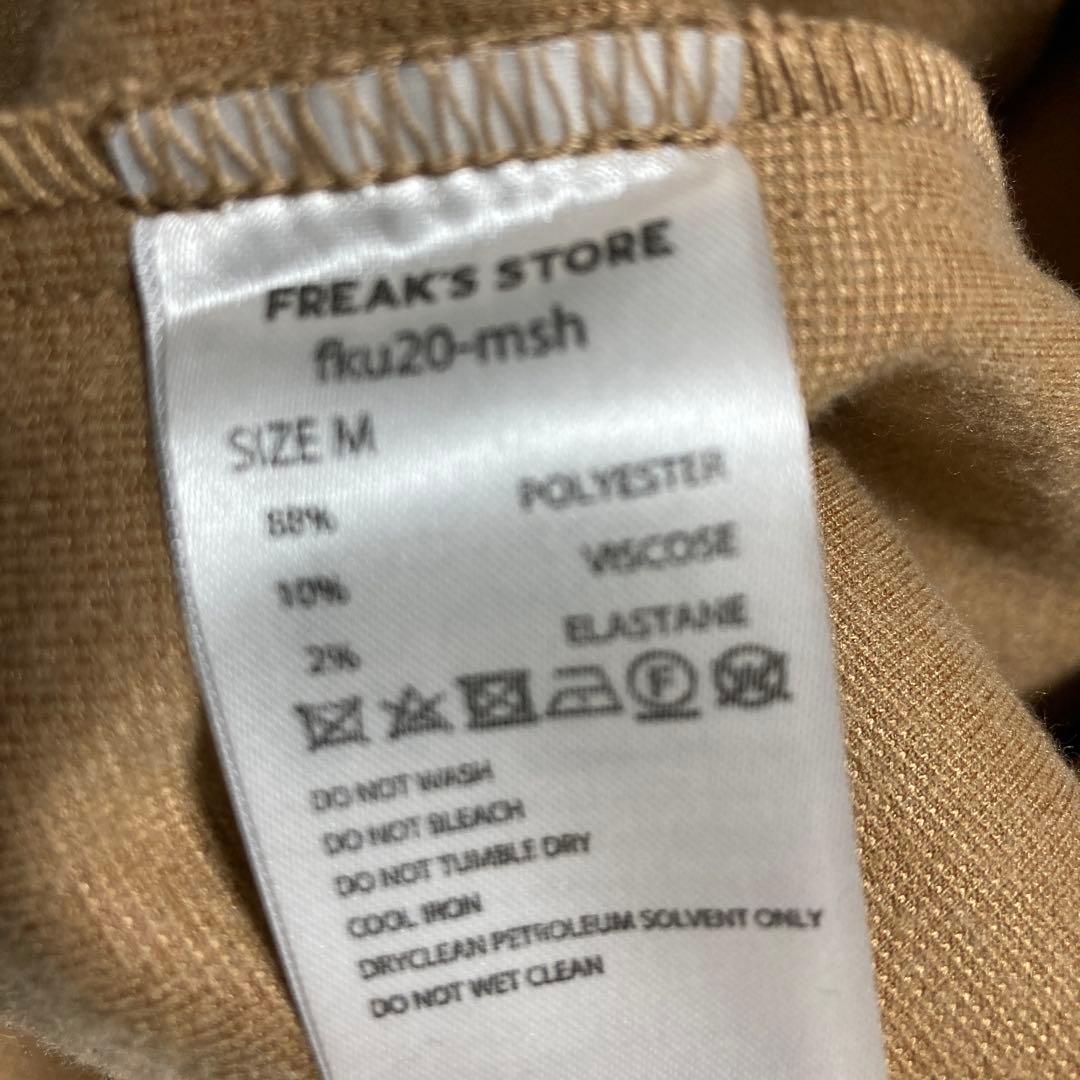 FREAK'S STORE
fku20-msh
SIZE M
88% POLYESTER
10% VISCOSE
2% ELASTANE
F
DO NOT WASH
DO NOT BLEACH
DO NOT TUMBLE DRY
COOL IRON
DRYCLEAN PETROLEUM SOLVENT ONLY
DO NOT WET CLEAN